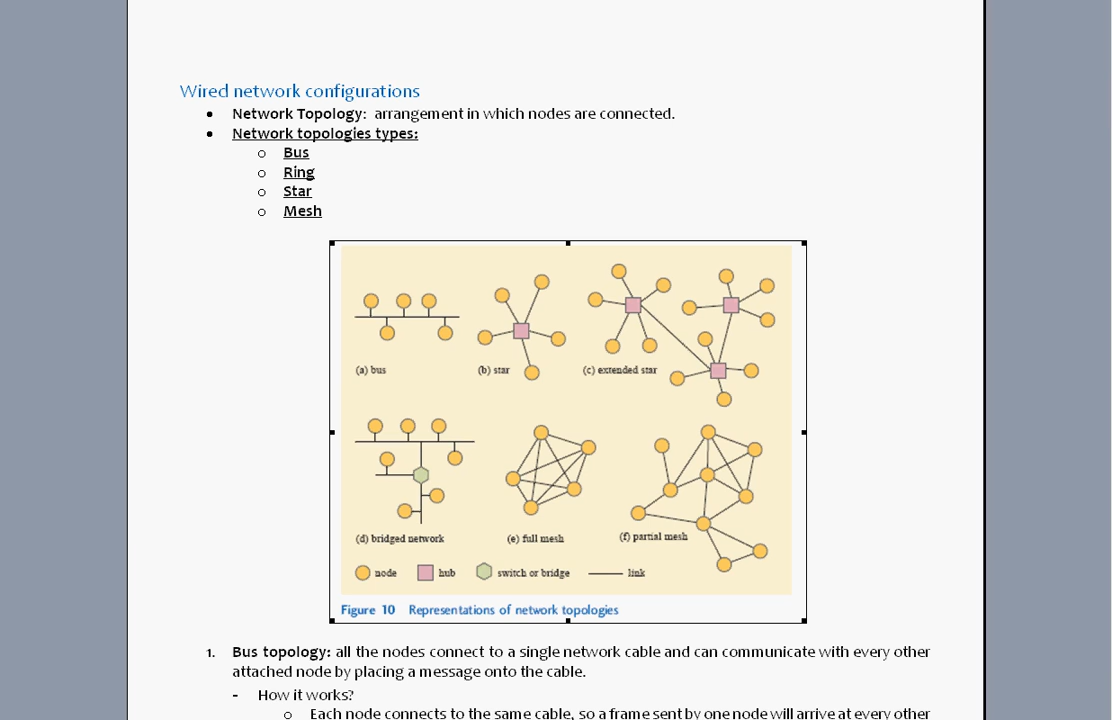 Wired network configurations
• Network Topology: arrangement in which nodes are connected.
• Network topologies types:
o Bus
o Ring
o Star
o Mesh
(a) bus
(b) star
(c) extended star
(d) bridged network
(e) full mesh
(f) partial mesh
node hub switch or bridge link
Figure 10 Representations of network topologies
1. Bus topology: all the nodes connect to a single network cable and can communicate with every other
attached node by placing a message onto the cable.
- How it works?
o Each node connects to the same cable, so a frame sent by one node will arrive at every other